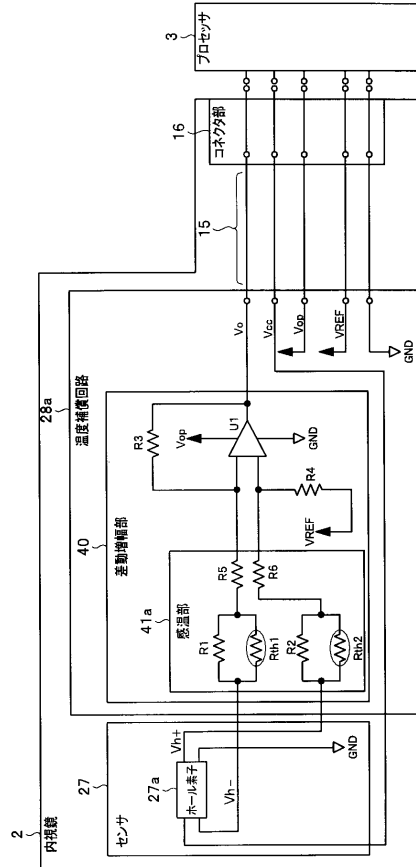 2
内視鏡
27
センサ
27a
ホール素子
Vh+
Vh−
GND
28a
温度補償回路
40
差動増幅部
41a
感温部
R1
Rth1
R2
Rth2
R5
R6
R3
Vop
U1
GND
R4
VREF
Vo
Vcc
Vop
VREF
GND
15
16
コネクタ部
3
プロセッサ